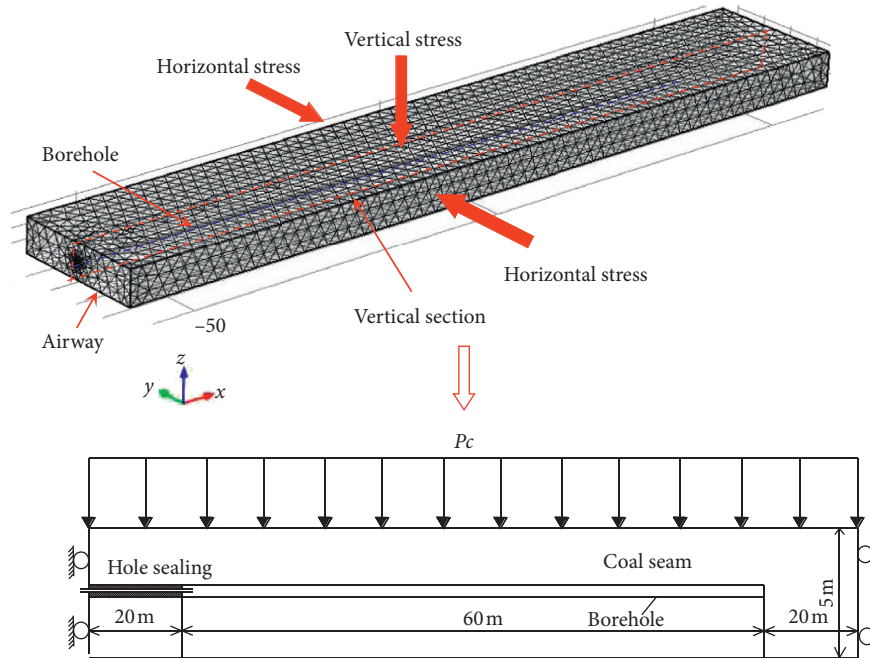 Vertical stress
Horizontal stress
Borehole
Horizontal stress
Vertical section
Airway
–50
z
y
x
Pc
Hole sealing
Coal seam
5 m
20 m
60 m
Borehole
20 m